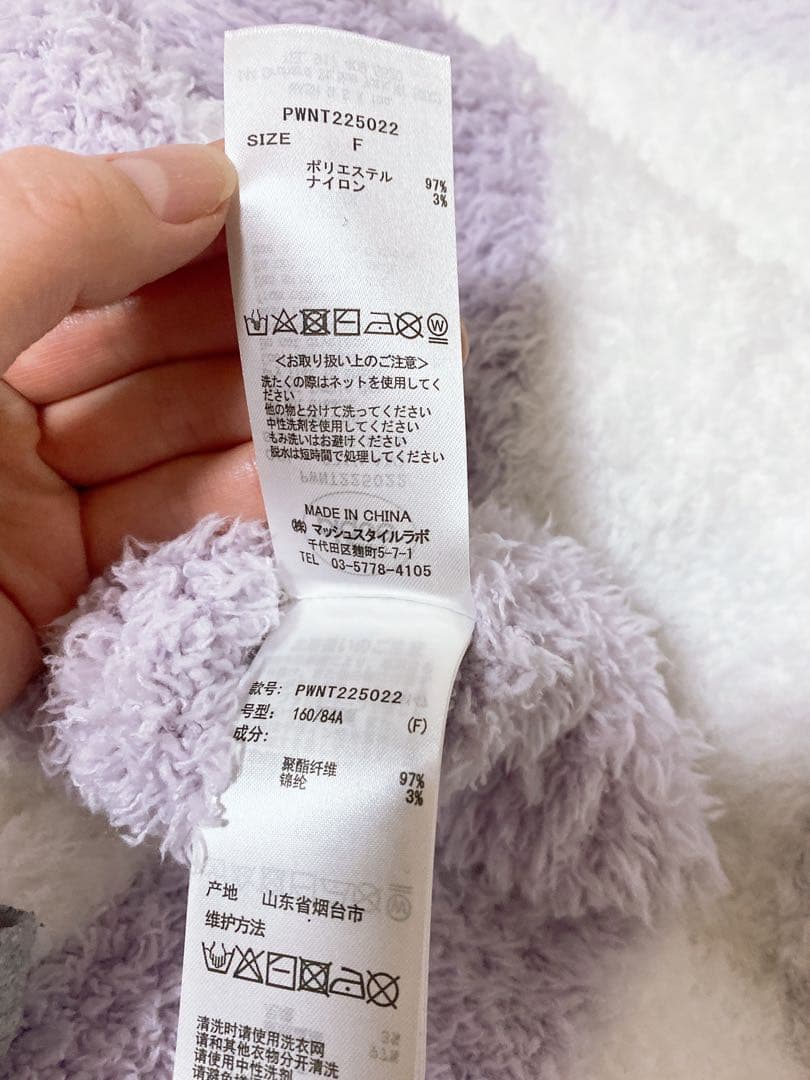 PWNT225022
SIZE F
ポリエステル 97%
ナイロン 3%
W
<お取り扱い上のご注意>
洗たくの際はネットを使用してく
ださい
他の物と分けて洗ってください
中性洗剤を使用してください
もみ洗いはお避けください
脱水は短時間で処理してください
MADE IN CHINA
㈱ マッシュスタイルラボ
千代田区麹町5-7-1
TEL 03-5778-4105
款号: PWNT225022
号型: 160/84A (F)
成分:
聚酯纤维 97%
锦纶 3%
产地 山东省烟台市
维护方法
清洗时请使用洗衣网
请和其他衣物分开清洗
请使用中性洗剂